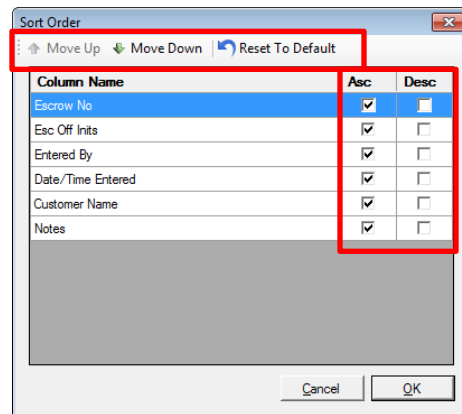 Sort Order
Move Up Move Down Reset To Default
Column Name Asc Desc
Escrow No
Esc Off Inits
Entered By
Date/Time Entered
Customer Name
Notes
Cancel OK